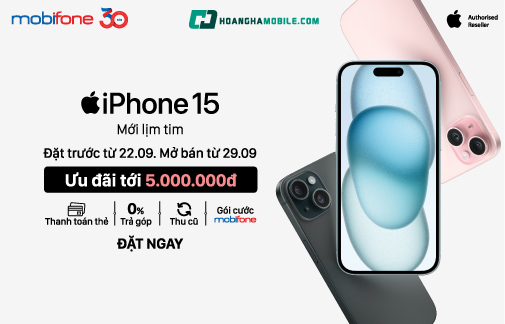 mobifone 30
HOANGHAMOBILE.COM
Authorised
Reseller
iPhone 15
Mới lịm tim
Đặt trước từ 22.09. Mở bán từ 29.09
Ưu đãi tới 5.000.000đ
Thanh toán thẻ
0%
Trả góp
Thu cũ
Gói cước
mobifone
ĐẶT NGAY